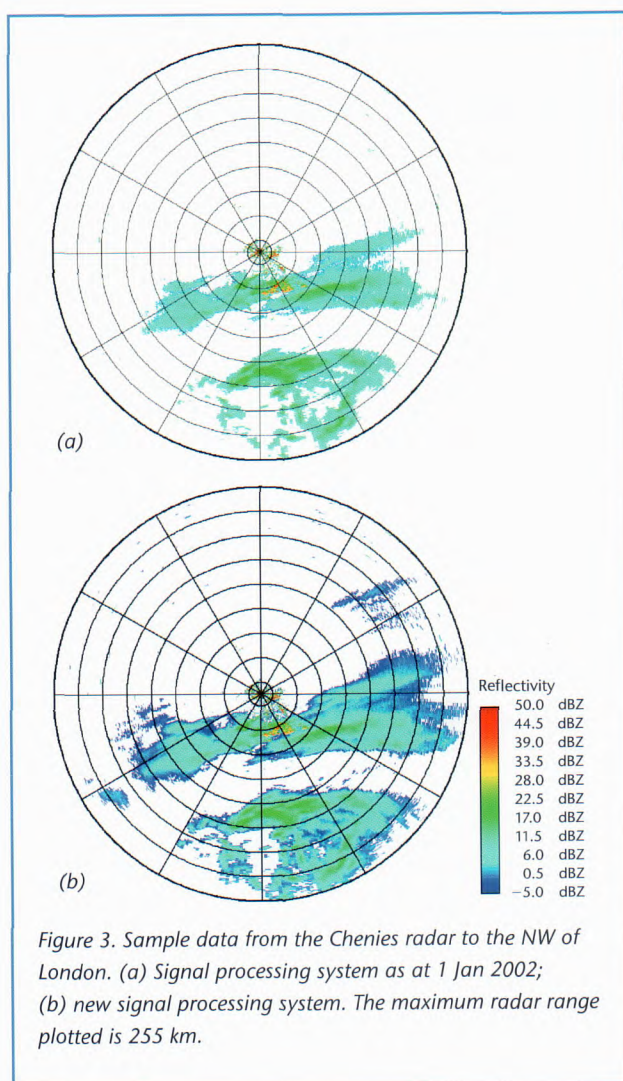 (a)
Reflectivity
50.0 dBZ
44.5 dBZ
39.0 dBZ
33.5 dBZ
28.0 dBZ
22.5 dBZ
17.0 dBZ
11.5 dBZ
6.0 dBZ
0.5 dBZ
−5.0 dBZ
(b)
Figure 3. Sample data from the Chenies radar to the NW of
London. (a) Signal processing system as at 1 Jan 2002;
(b) new signal processing system. The maximum radar range
plotted is 255 km.